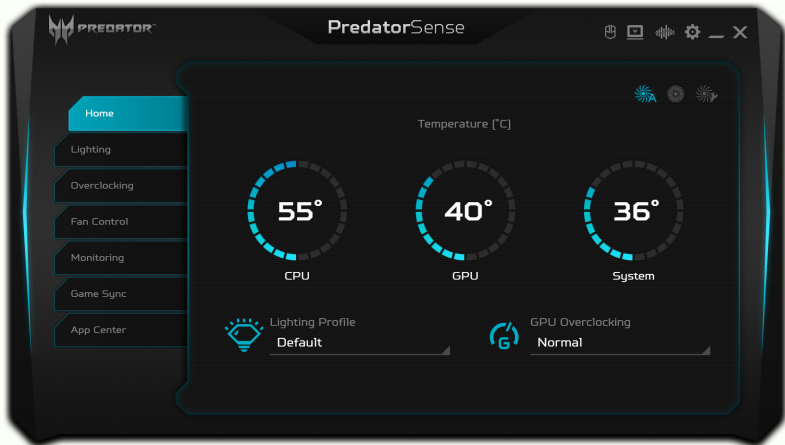 PREDATOR
PredatorSense
Home
Lighting
Overclocking
Fan Control
Monitoring
Game Sync
App Center
Temperature (°C)
55°
40°
36°
CPU
GPU
System
Lighting Profile
Default
GPU Overclocking
G
Normal